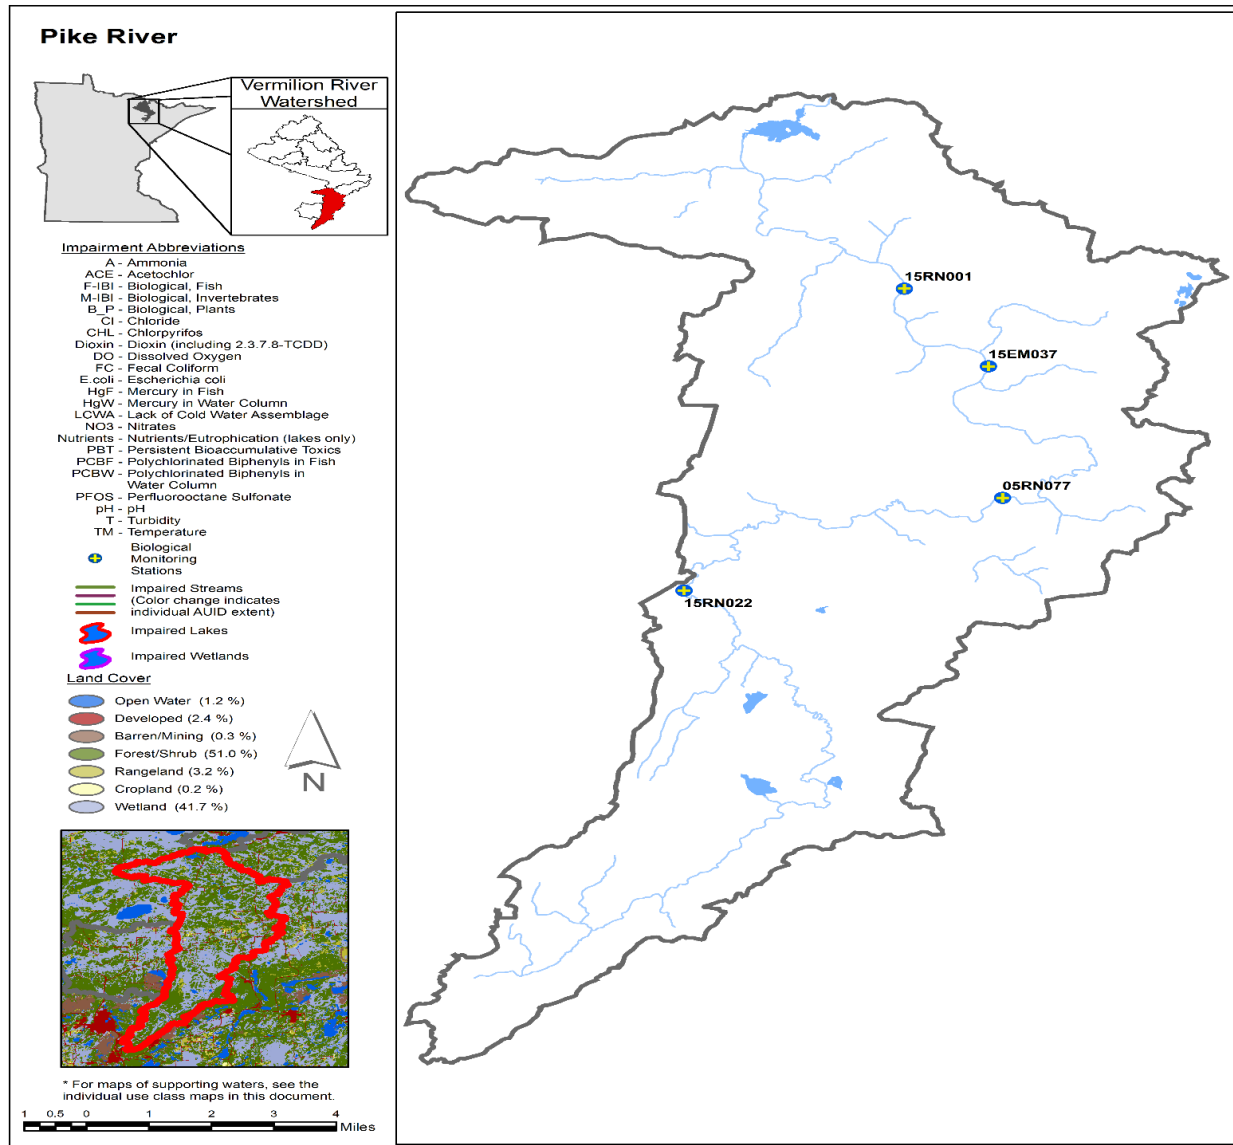 Pike River
Vermilion River
Watershed
Impairment Abbreviations
A - Ammonia
ACE - Acetochlor
F-IBI - Biological, Fish
M-IBI - Biological, Invertebrates
B_P - Biological, Plants
Cl - Chloride
CHL - Chlorpyrifos
Dioxin - Dioxin (including 2.3.7.8-TCDD)
DO - Dissolved Oxygen
FC - Fecal Coliform
E.coli - Escherichia coli
HgF - Mercury in Fish
HgW - Mercury in Water Column
LCWA - Lack of Cold Water Assemblage
NO3 - Nitrates
Nutrients - Nutrients/Eutrophication (lakes only)
PBT - Persistent Bioaccumulative Toxics
PCBF - Polychlorinated Biphenyls in Fish
PCBW - Polychlorinated Biphenyls in
Water Column
PFOS - Perfluorooctane Sulfonate
pH - pH
T - Turbidity
TM - Temperature
Biological
Monitoring
Stations
Impaired Streams
(Color change indicates
individual AUID extent)
Impaired Lakes
Impaired Wetlands
Land Cover
Open Water (1.2 %)
Developed (2.4 %)
Barren/Mining (0.3 %)
Forest/Shrub (51.0 %)
Rangeland (3.2 %)
Cropland (0.2 %)
Wetland (41.7 %)
N
* For maps of supporting waters, see the
individual use class maps in this document.
1 0.5 0 1 2 3 4
Miles
15RN001
15EM037
05RN077
15RN022